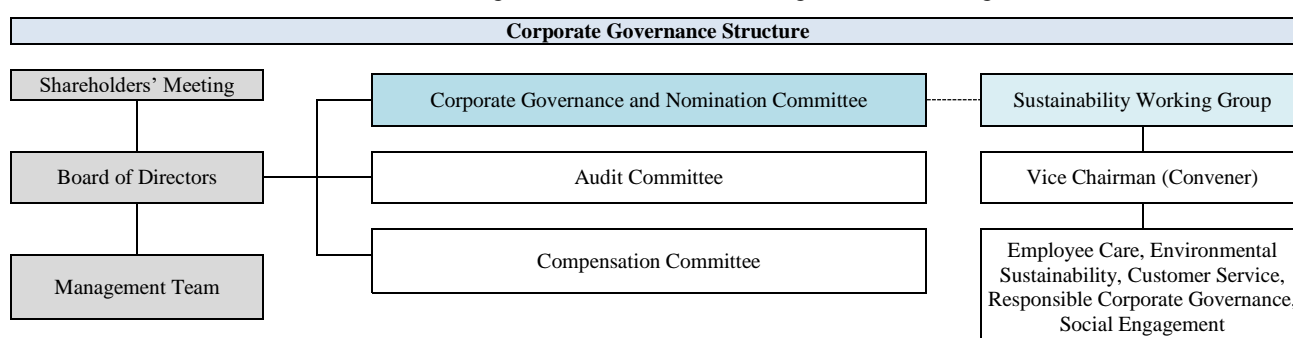 Corporate Governance Structure
Shareholders’ Meeting
Corporate Governance and Nomination Committee
Sustainability Working Group
Board of Directors
Audit Committee
Vice Chairman (Convener)
Management Team
Compensation Committee
Employee Care, Environmental
Sustainability, Customer Service,
Responsible Corporate Governance,
Social Engagement